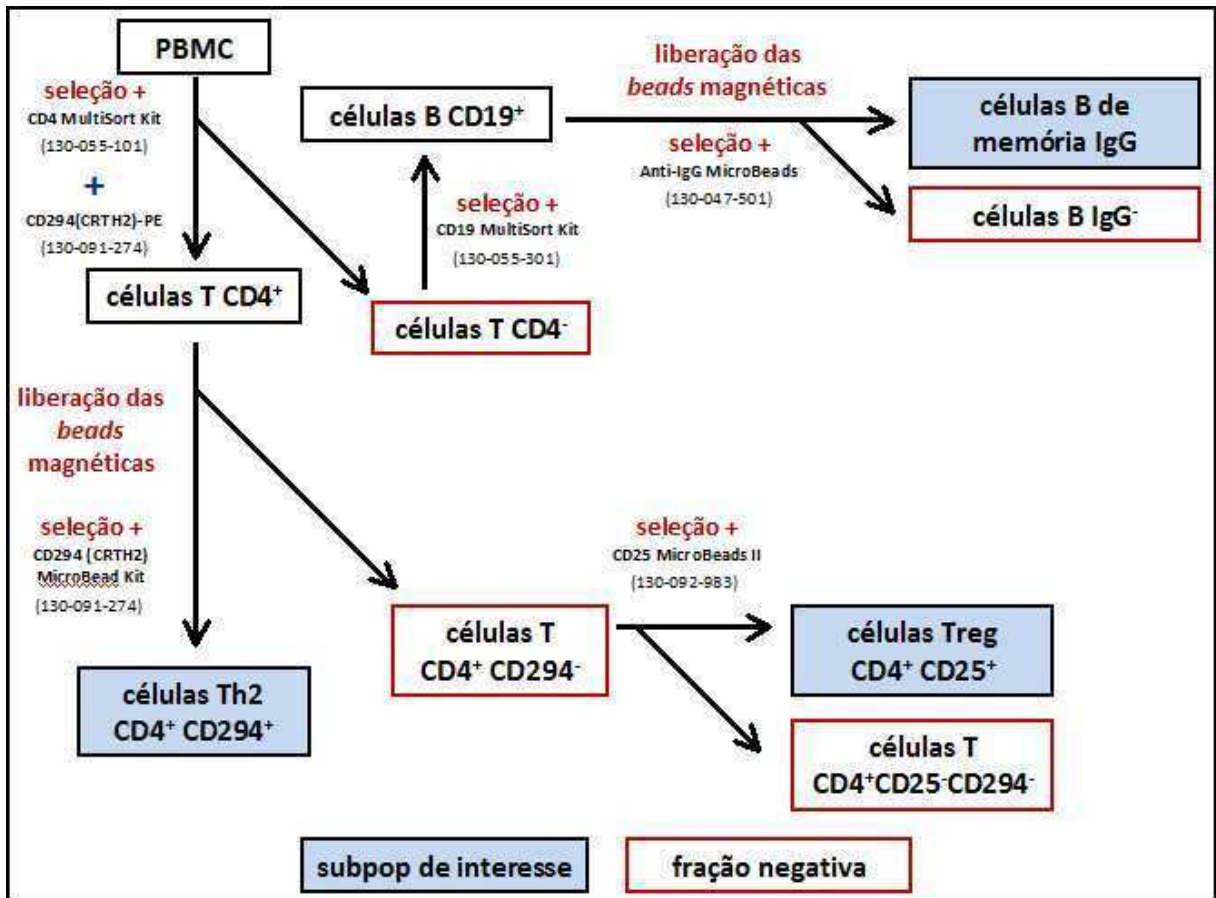 PBMC
seleção +
CD4 MultiSort Kit
(130-055-101)
+
CD294(CRTH2)-PE
(130-091-274)
células T CD4⁺
células T CD4⁻
células B CD19⁺
seleção +
CD19 MultiSort Kit
(130-055-301)
liberação das
beads magnéticas
seleção +
Anti-IgG MicroBeads
(130-047-501)
células B de
memória IgG
células B IgG⁻
liberação das
beads
magnéticas
seleção +
CD294 (CRTH2)
MicroBead Kit
(130-091-274)
células Th2
CD4⁺ CD294⁺
células T
CD4⁺ CD294⁻
seleção +
CD25 MicroBeads II
(130-092-983)
células Treg
CD4⁺ CD25⁺
células T
CD4⁺CD25⁻CD294⁻
subpop de interesse
fração negativa